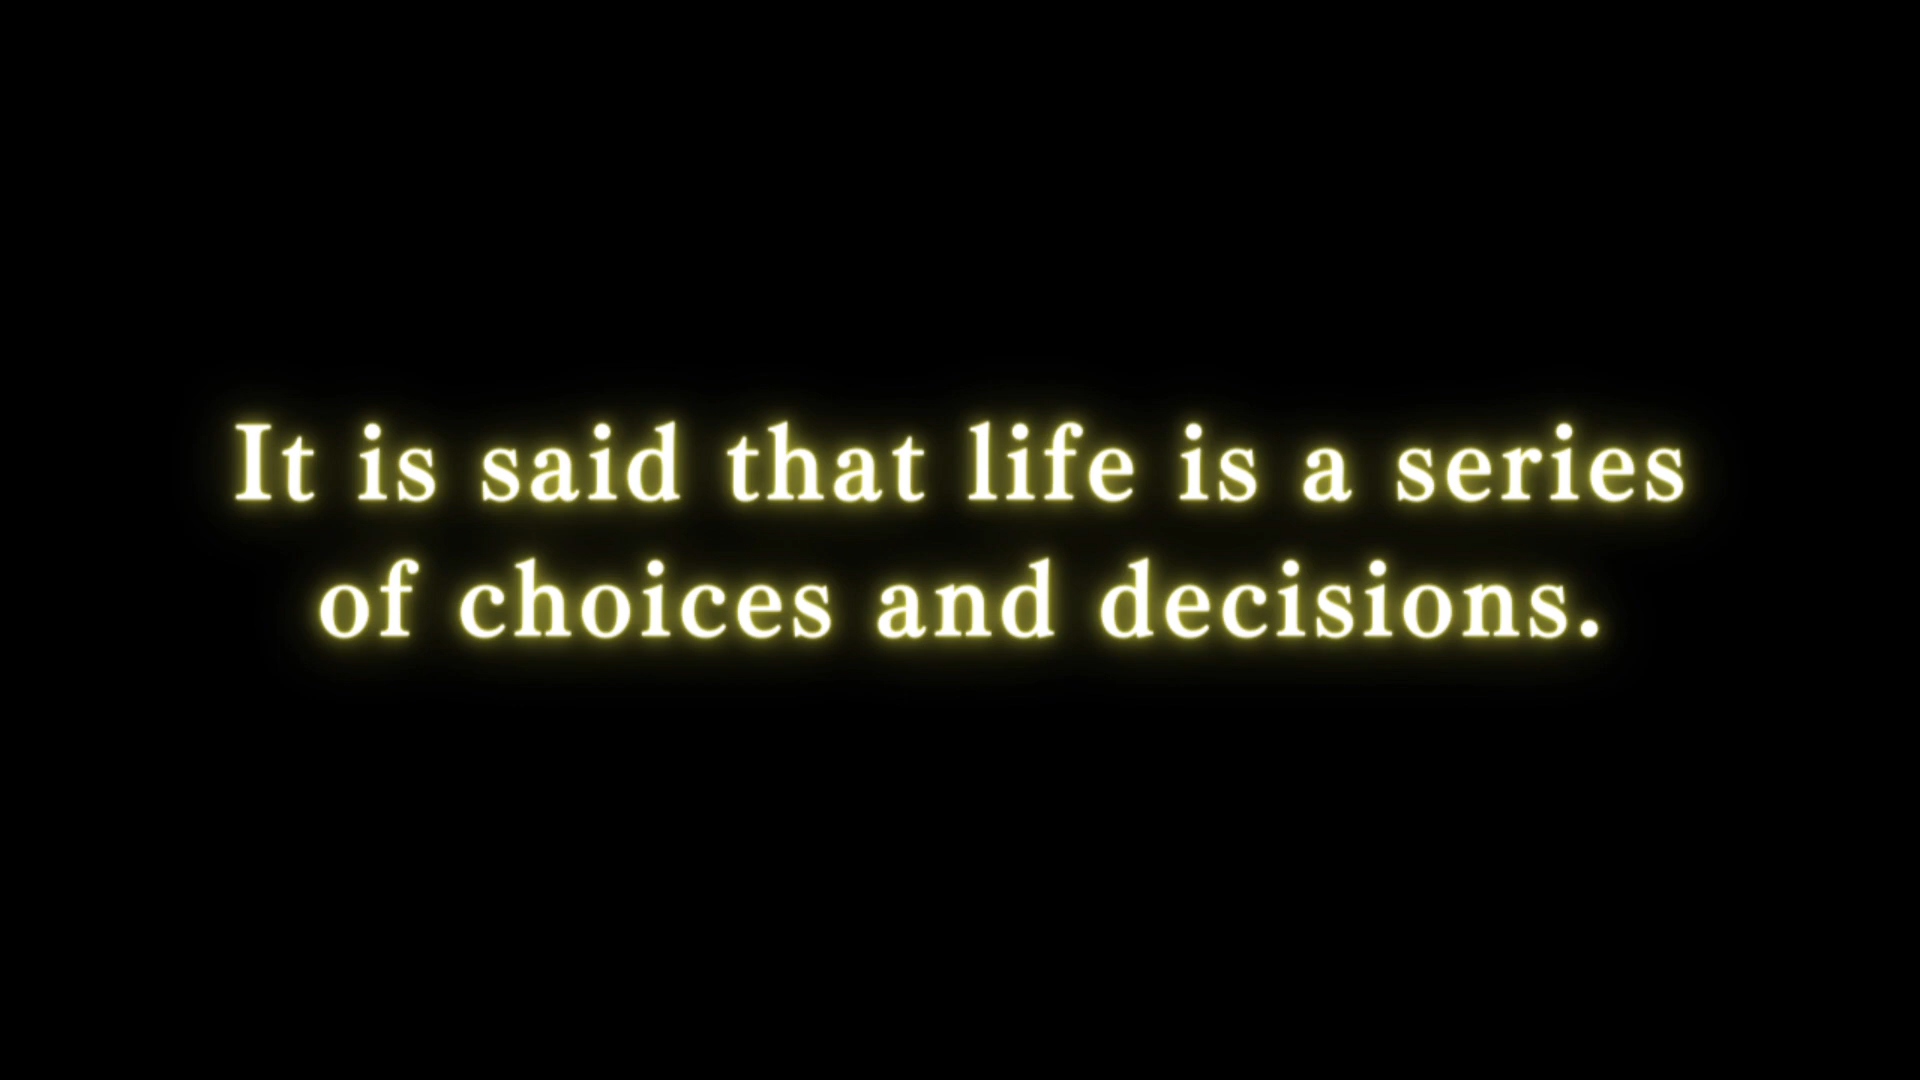 It is said that life is a series
of choices and decisions.